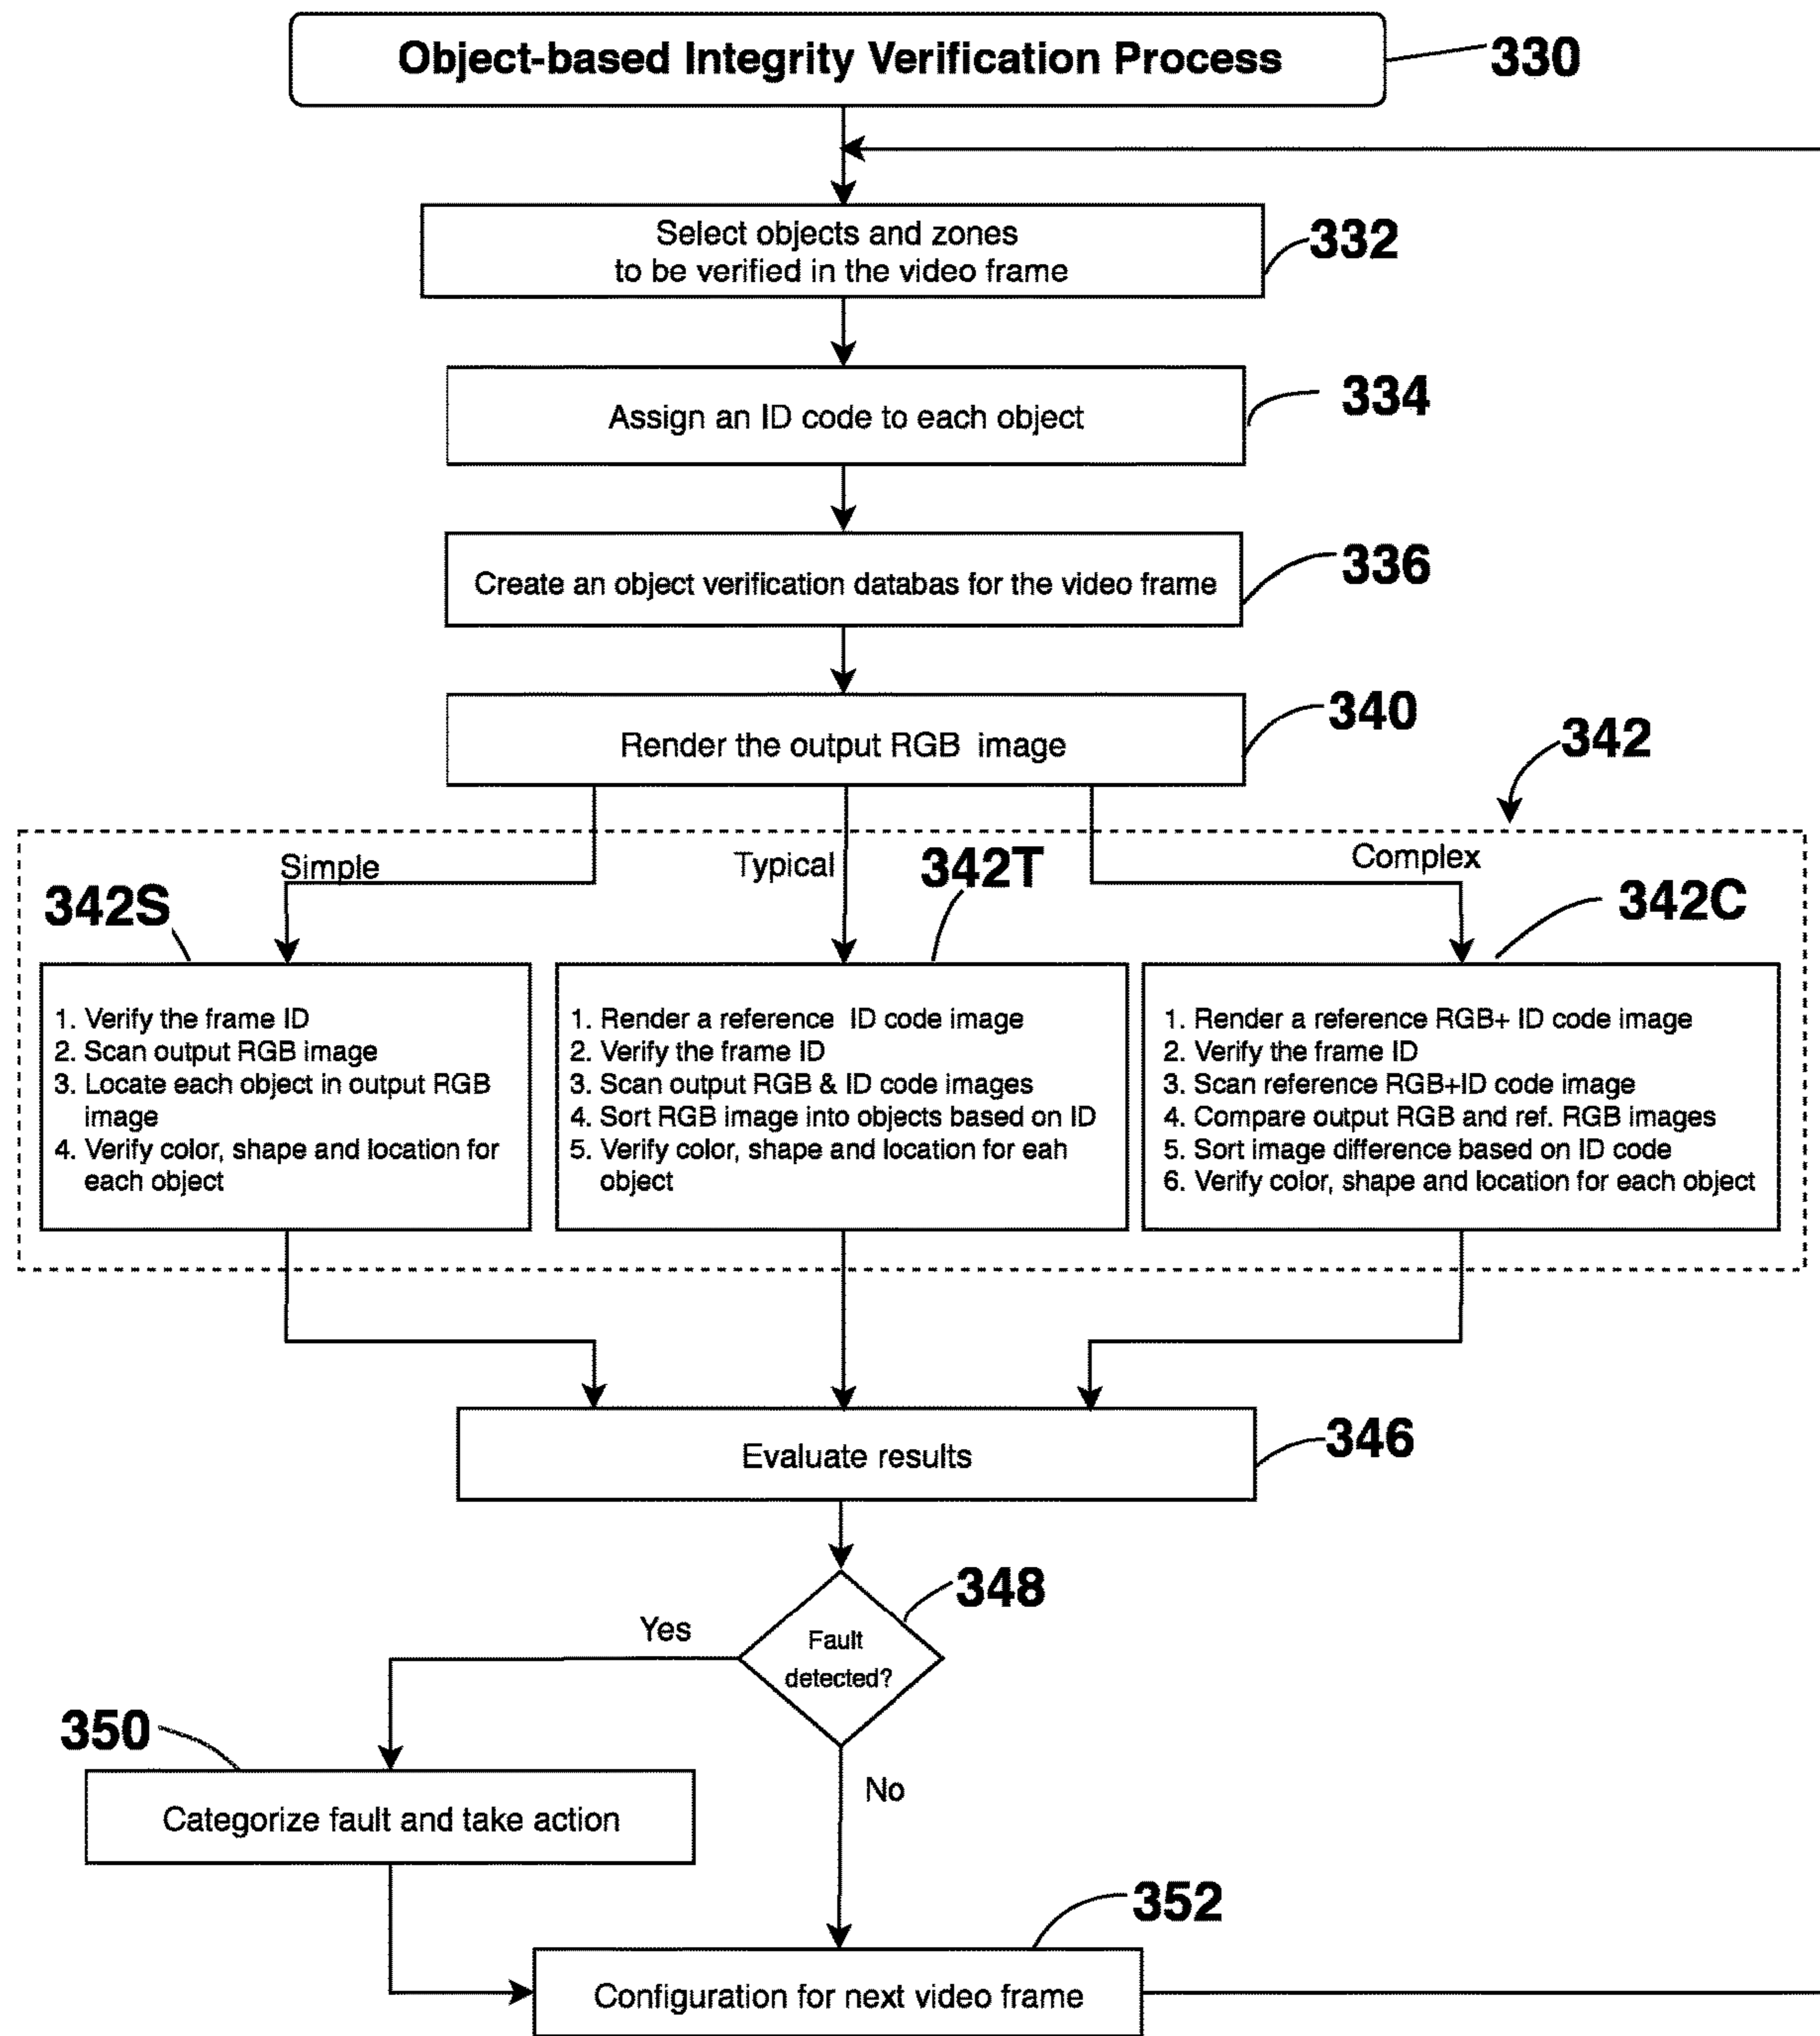 Object-based Integrity Verification Process
330
Select objects and zones
to be verified in the video frame
332
Assign an ID code to each object
334
Create an object verification databas for the video frame
336
Render the output RGB image
340
342
Simple
Typical
Complex
342S
342T
342C
1. Verify the frame ID
2. Scan output RGB image
3. Locate each object in output RGB
image
4. Verify color, shape and location for
each object
1. Render a reference ID code image
2. Verify the frame ID
3. Scan output RGB & ID code images
4. Sort RGB image into objects based on ID
5. Verify color, shape and location for eah
object
1. Render a reference RGB+ ID code image
2. Verify the frame ID
3. Scan reference RGB+ID code image
4. Compare output RGB and ref. RGB images
5. Sort image difference based on ID code
6. Verify color, shape and location for each object
Evaluate results
346
348
Fault
detected?
Yes
No
350
Categorize fault and take action
352
Configuration for next video frame